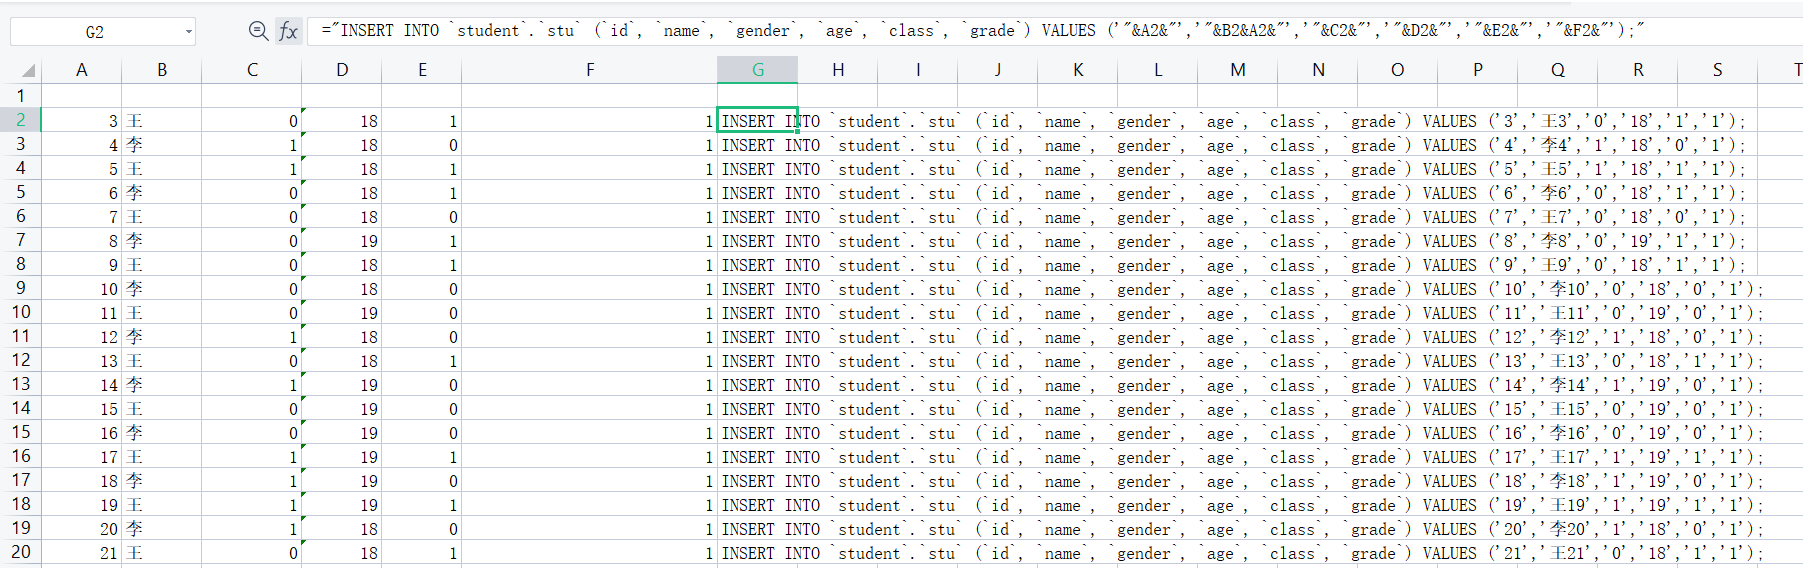 G2 fx ="INSERT INTO `student`.`stu` (`id`, `name`, `gender`, `age`, `class`, `grade`) VALUES ('"&A2&"','"&B2&A2&"','"&C2&"','"&D2&"','"&E2&"','"&F2&"');"
A B C D E F G H I J K L M N O P Q R S T
1
2 3 王 0 18 1 1 INSERT INTO `student`.`stu` (`id`, `name`, `gender`, `age`, `class`, `grade`) VALUES ('3','王3','0','18','1','1');
3 4 李 1 18 0 1 INSERT INTO `student`.`stu` (`id`, `name`, `gender`, `age`, `class`, `grade`) VALUES ('4','李4','1','18','0','1');
4 5 王 1 18 1 1 INSERT INTO `student`.`stu` (`id`, `name`, `gender`, `age`, `class`, `grade`) VALUES ('5','王5','1','18','1','1');
5 6 李 0 18 1 1 INSERT INTO `student`.`stu` (`id`, `name`, `gender`, `age`, `class`, `grade`) VALUES ('6','李6','0','18','1','1');
6 7 王 0 18 0 1 INSERT INTO `student`.`stu` (`id`, `name`, `gender`, `age`, `class`, `grade`) VALUES ('7','王7','0','18','0','1');
7 8 李 0 19 1 1 INSERT INTO `student`.`stu` (`id`, `name`, `gender`, `age`, `class`, `grade`) VALUES ('8','李8','0','19','1','1');
8 9 王 0 18 1 1 INSERT INTO `student`.`stu` (`id`, `name`, `gender`, `age`, `class`, `grade`) VALUES ('9','王9','0','18','1','1');
9 10 李 0 18 0 1 INSERT INTO `student`.`stu` (`id`, `name`, `gender`, `age`, `class`, `grade`) VALUES ('10','李10','0','18','0','1');
10 11 王 0 19 0 1 INSERT INTO `student`.`stu` (`id`, `name`, `gender`, `age`, `class`, `grade`) VALUES ('11','王11','0','19','0','1');
11 12 李 1 18 0 1 INSERT INTO `student`.`stu` (`id`, `name`, `gender`, `age`, `class`, `grade`) VALUES ('12','李12','1','18','0','1');
12 13 王 0 18 1 1 INSERT INTO `student`.`stu` (`id`, `name`, `gender`, `age`, `class`, `grade`) VALUES ('13','王13','0','18','1','1');
13 14 李 1 19 0 1 INSERT INTO `student`.`stu` (`id`, `name`, `gender`, `age`, `class`, `grade`) VALUES ('14','李14','1','19','0','1');
14 15 王 0 19 0 1 INSERT INTO `student`.`stu` (`id`, `name`, `gender`, `age`, `class`, `grade`) VALUES ('15','王15','0','19','0','1');
15 16 李 0 19 0 1 INSERT INTO `student`.`stu` (`id`, `name`, `gender`, `age`, `class`, `grade`) VALUES ('16','李16','0','19','0','1');
16 17 王 1 19 1 1 INSERT INTO `student`.`stu` (`id`, `name`, `gender`, `age`, `class`, `grade`) VALUES ('17','王17','1','19','1','1');
17 18 李 1 19 0 1 INSERT INTO `student`.`stu` (`id`, `name`, `gender`, `age`, `class`, `grade`) VALUES ('18','李18','1','19','0','1');
18 19 王 1 19 1 1 INSERT INTO `student`.`stu` (`id`, `name`, `gender`, `age`, `class`, `grade`) VALUES ('19','王19','1','19','1','1');
19 20 李 1 18 0 1 INSERT INTO `student`.`stu` (`id`, `name`, `gender`, `age`, `class`, `grade`) VALUES ('20','李20','1','18','0','1');
20 21 王 0 18 1 1 INSERT INTO `student`.`stu` (`id`, `name`, `gender`, `age`, `class`, `grade`) VALUES ('21','王21','0','18','1','1');